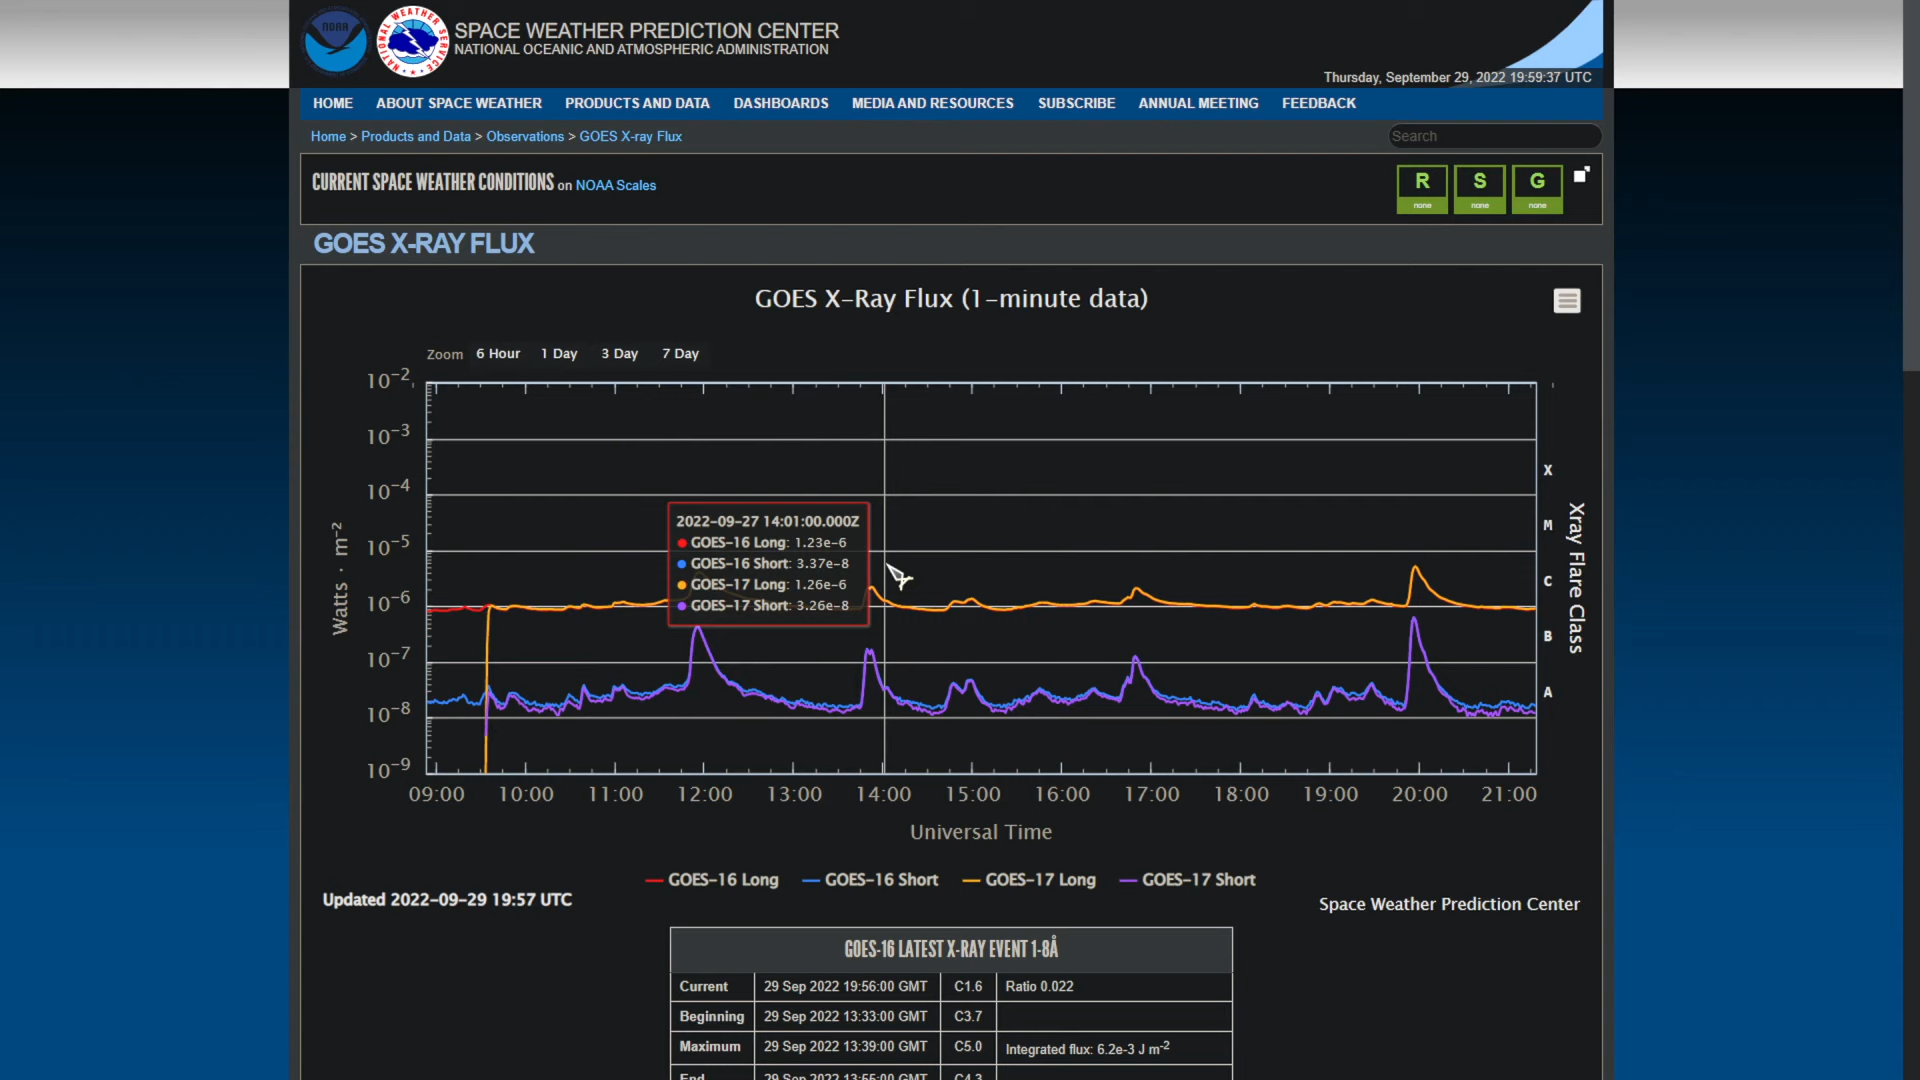 NOAA
NATIONAL WEATHER SERVICE
SPACE WEATHER PREDICTION CENTER
NATIONAL OCEANIC AND ATMOSPHERIC ADMINISTRATION
Thursday, September 29, 2022 19:59:37 UTC
HOME ABOUT SPACE WEATHER PRODUCTS AND DATA DASHBOARDS MEDIA AND RESOURCES SUBSCRIBE ANNUAL MEETING FEEDBACK
Home > Products and Data > Observations > GOES X-ray Flux
Search
CURRENT SPACE WEATHER CONDITIONS on NOAA Scales
R S G
none none none
GOES X-RAY FLUX
GOES X-Ray Flux (1-minute data)
Zoom 6 Hour 1 Day 3 Day 7 Day
10⁻²
10⁻³
10⁻⁴
10⁻⁵
10⁻⁶
10⁻⁷
10⁻⁸
10⁻⁹
Watts · m⁻²
X
M
C
B
A
Xray Flare Class
2022-09-27 14:01:00.000Z
GOES-16 Long: 1.23e-6
GOES-16 Short: 3.37e-8
GOES-17 Long: 1.26e-6
GOES-17 Short: 3.26e-8
09:00 10:00 11:00 12:00 13:00 14:00 15:00 16:00 17:00 18:00 19:00 20:00 21:00
Universal Time
GOES-16 Long GOES-16 Short GOES-17 Long GOES-17 Short
Updated 2022-09-29 19:57 UTC
Space Weather Prediction Center
GOES-16 LATEST X-RAY EVENT 1-8Å
Current 29 Sep 2022 19:56:00 GMT C1.6 Ratio 0.022
Beginning 29 Sep 2022 13:33:00 GMT C3.7
Maximum 29 Sep 2022 13:39:00 GMT C5.0 Integrated flux: 6.2e-3 J m⁻²
End 29 Sep 2022 13:55:00 GMT C4.3